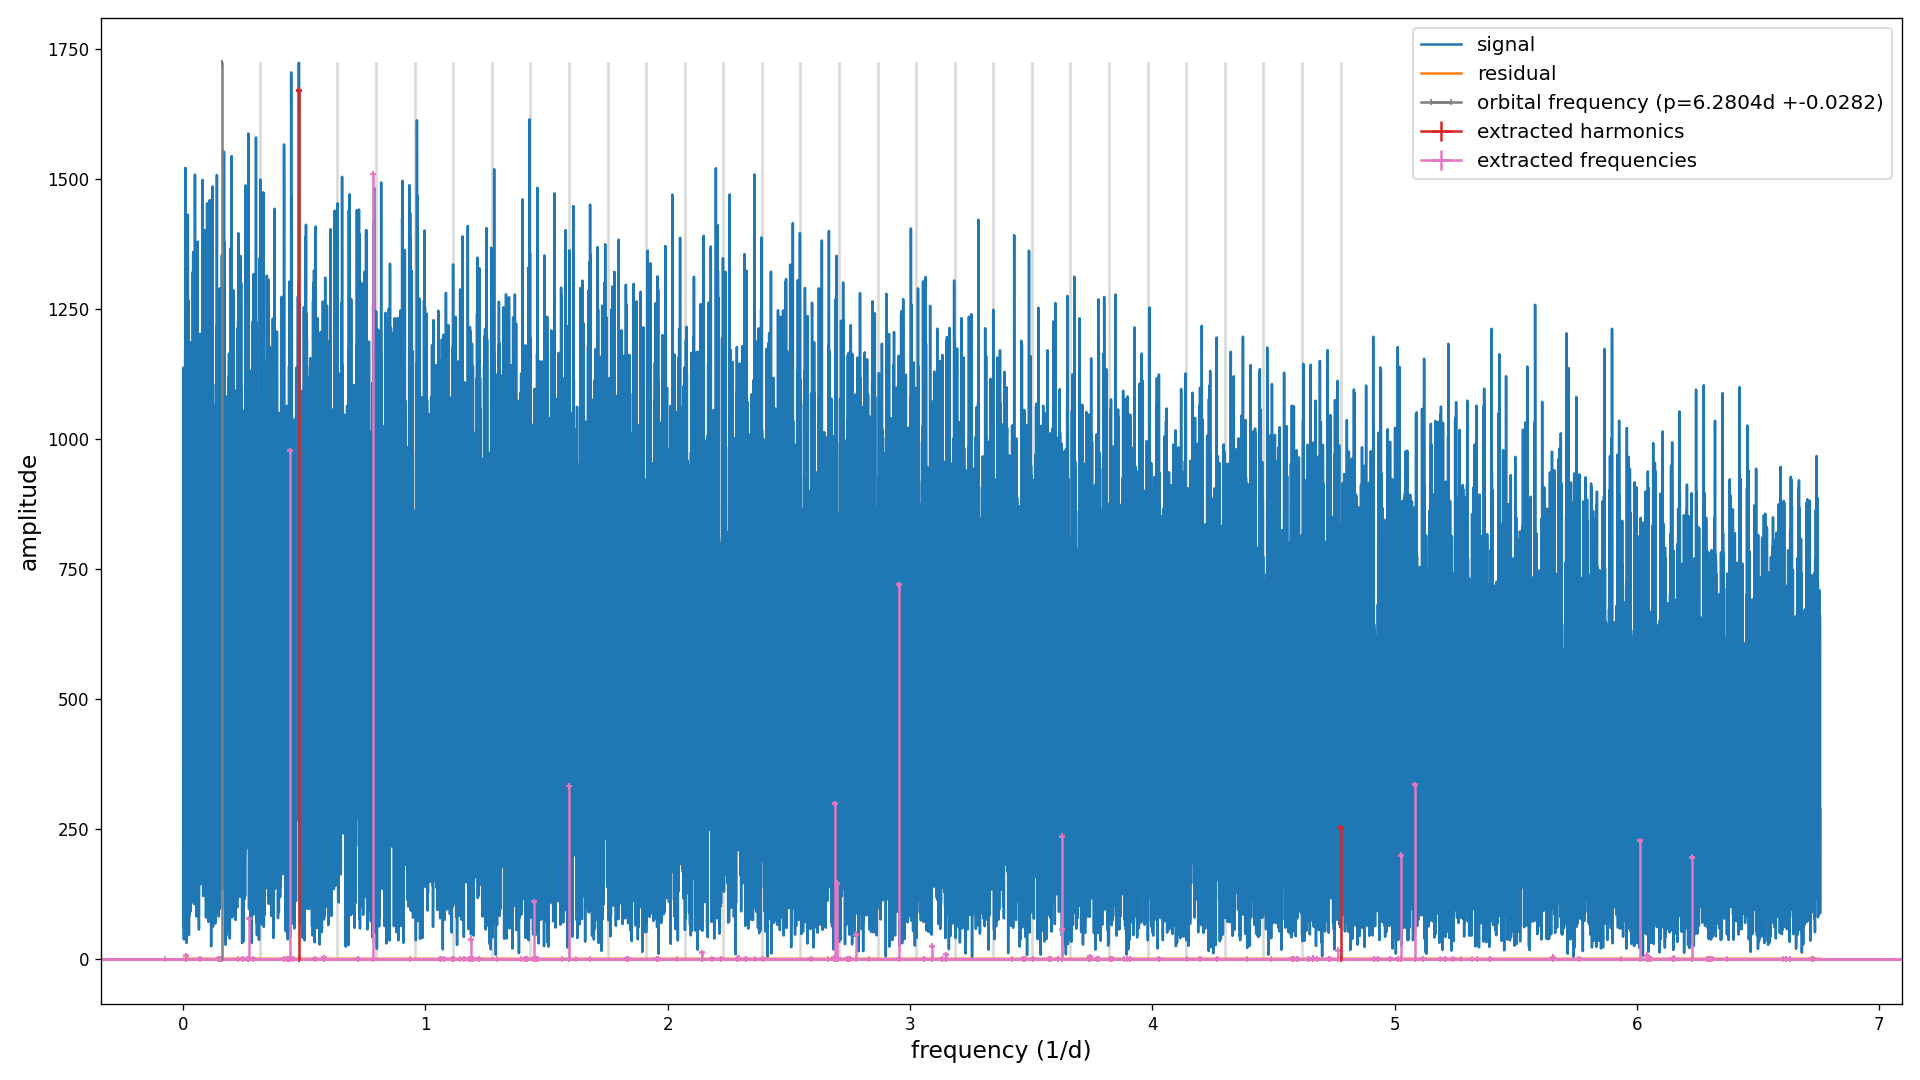 1750
1500
1250
1000
750
500
250
0
amplitude
signal
residual
orbital frequency (p=6.2804d +-0.0282)
extracted harmonics
extracted frequencies
0 1 2 3 4 5 6 7
frequency (1/d)